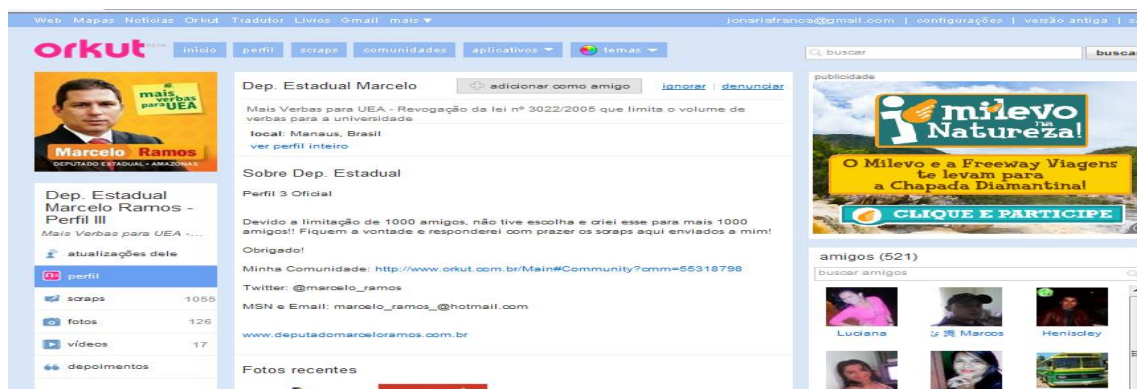 Web Mapas Notícias Orkut Tradutor Livros Gmail mais ▼
jonariafranca@gmail.com | configurações | versão antiga |
orkut
início perfil scraps comunidades aplicativos temas
buscar
buscar
mais verbas para UEA
Marcelo Ramos
DEPUTADO ESTADUAL - AMAZONAS
Dep. Estadual Marcelo Ramos - Perfil III
Mais Verbas para UEA -...
atualizações dele
perfil
scraps 1055
fotos 126
vídeos 17
depoimentos
Dep. Estadual Marcelo
adicionar como amigo
ignorar | denunciar
Mais Verbas para UEA - Revogação da lei nº 3022/2005 que limita o volume de
verbas para a universidade
local: Manaus, Brasil
ver perfil inteiro
Sobre Dep. Estadual
Perfil 3 Oficial
Devido a limitação de 1000 amigos, não tive escolha e criei esse para mais 1000
amigos!! Fiquem a vontade e responderei com prazer os scraps aqui enviados a mim!
Obrigado!
Minha Comunidade: http://www.orkut.com.br/Main#Community?cmm=55318798
Twitter: @marcelo_ramos
MSN e Email: marcelo_ramos_@hotmail.com
www.deputadomarceloramos.com.br
Fotos recentes
publicidade
milevo
na
Natureza!
O Milevo e a Freeway Viagens
te levam para
a Chapada Diamantina!
CLIQUE E PARTICIPE
amigos (521)
buscar amigos
Luciana
Marcos
Henisoley